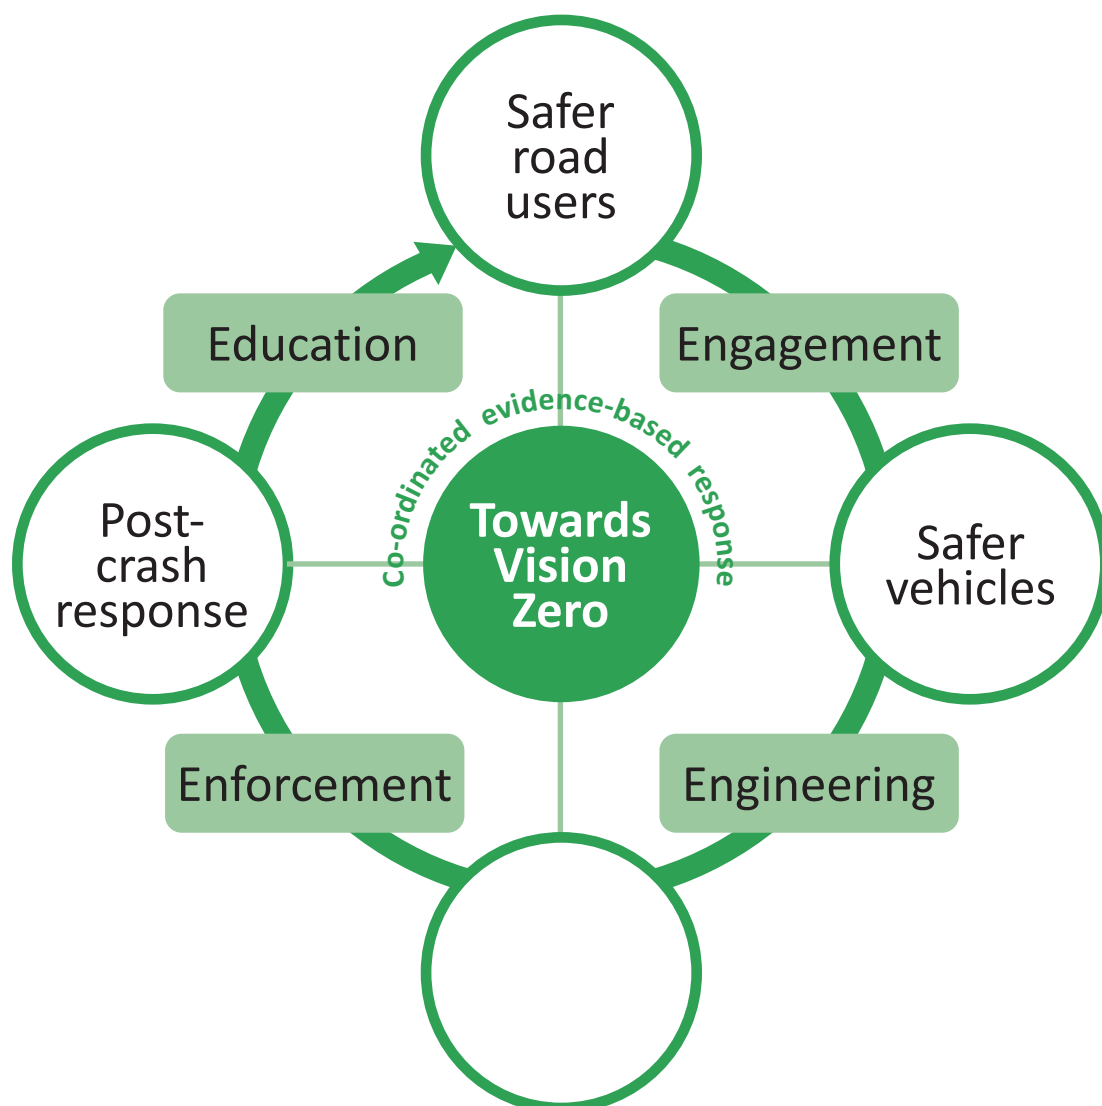 Safer
road
users
Education
Engagement
Co-ordinated evidence-based response
Post-
crash
response
Towards
Vision
Zero
Safer
vehicles
Enforcement
Engineering